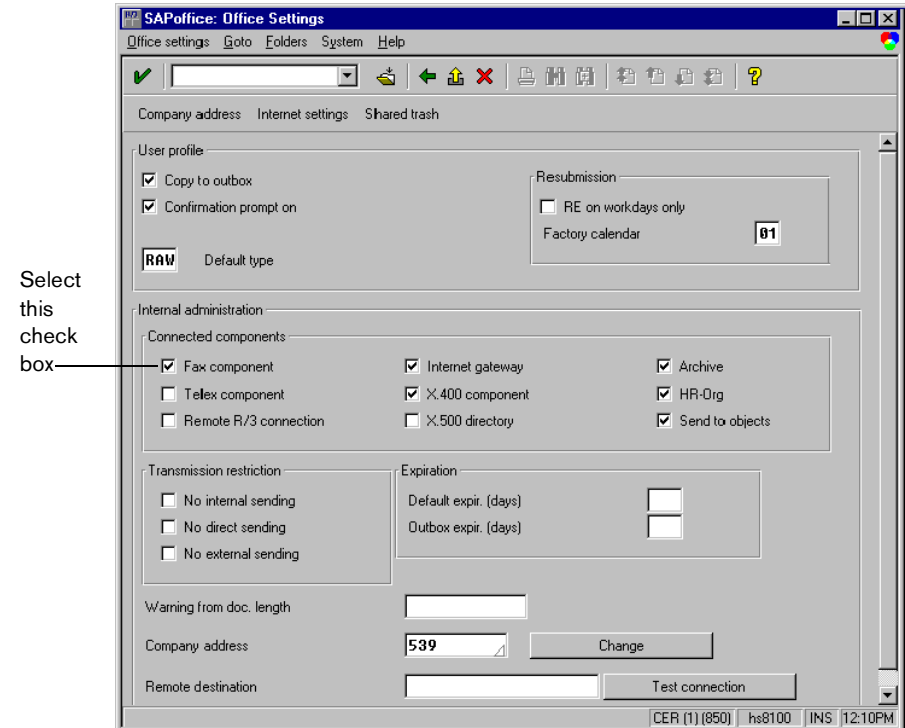 SAPoffice: Office Settings
Office settings Goto Folders System Help
Company address Internet settings Shared trash
User profile
Copy to outbox
Confirmation prompt on
RAW Default type
Resubmission
RE on workdays only
Factory calendar 01
Select
this
check
box
Internal administration
Connected components
Fax component Internet gateway Archive
Telex component X.400 component HR-Org
Remote R/3 connection X.500 directory Send to objects
Transmission restriction
No internal sending
No direct sending
No external sending
Expiration
Default expir. (days)
Outbox expir. (days)
Warning from doc. length
Company address 539 Change
Remote destination Test connection
CER (1) (850) hs8100 INS 12:10PM